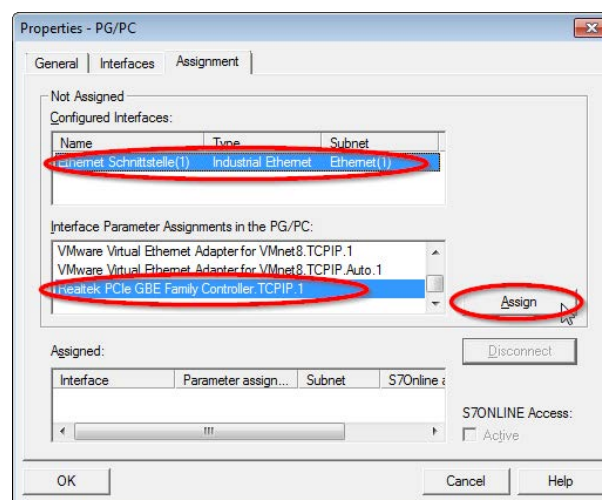 Properties - PG/PC
General Interfaces Assignment
Not Assigned
Configured Interfaces:
Name Type Subnet
Ethernet Schnittstelle(1) Industrial Ethernet Ethernet(1)
Interface Parameter Assignments in the PG/PC:
VMware Virtual Ethernet Adapter for VMnet8.TCPIP.1
VMware Virtual Ethernet Adapter for VMnet8.TCPIP.Auto.1
Realtek PCIe GBE Family Controller.TCPIP.1
Assign
Assigned:
Disconnect
Interface Parameter assign... Subnet S7Online a
S7ONLINE Access:
Active
OK Cancel Help